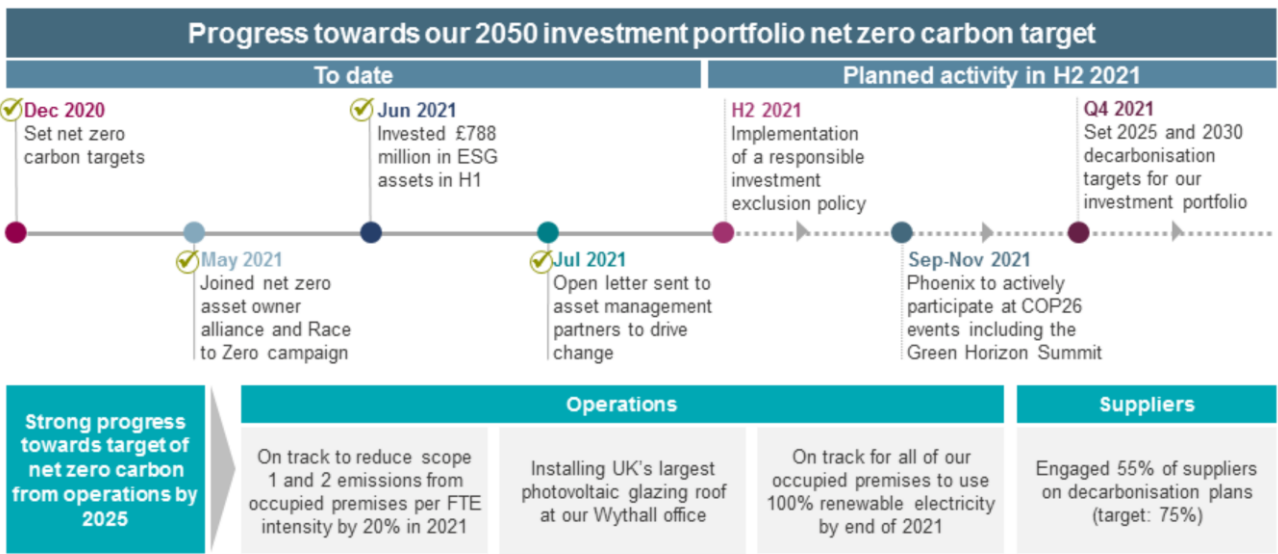 Progress towards our 2050 investment portfolio net zero carbon target
To date
Planned activity in H2 2021
Dec 2020
Set net zero
carbon targets
May 2021
Joined net zero
asset owner
alliance and Race
to Zero campaign
Jun 2021
Invested £788
million in ESG
assets in H1
Jul 2021
Open letter sent to
asset management
partners to drive
change
H2 2021
Implementation
of a responsible
investment
exclusion policy
Sep-Nov 2021
Phoenix to actively
participate at COP26
events including the
Green Horizon Summit
Q4 2021
Set 2025 and 2030
decarbonisation
targets for our
investment portfolio
Strong progress
towards target of
net zero carbon
from operations by
2025
Operations
On track to reduce scope
1 and 2 emissions from
occupied premises per FTE
intensity by 20% in 2021
Installing UK's largest
photovoltaic glazing roof
at our Wythall office
On track for all of our
occupied premises to use
100% renewable electricity
by end of 2021
Suppliers
Engaged 55% of suppliers
on decarbonisation plans
(target: 75%)